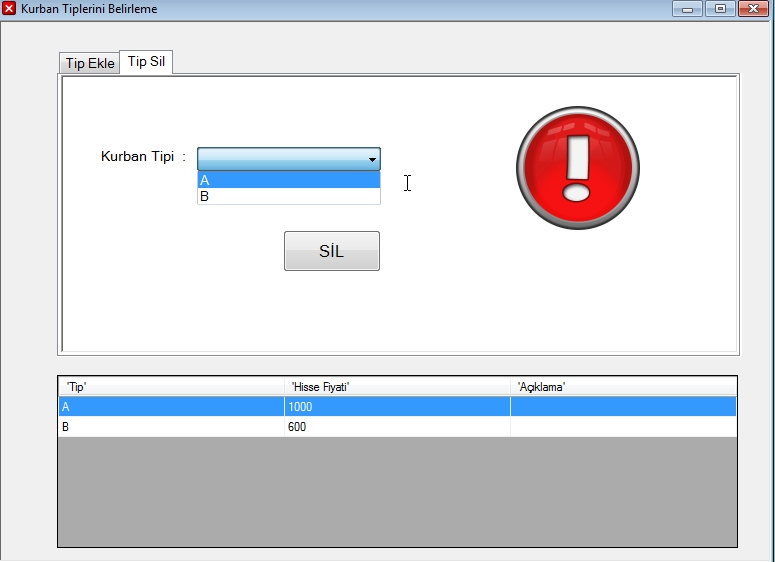 Kurban Tiplerini Belirleme
Tip Ekle Tip Sil
Kurban Tipi :
A
B
SİL
'Tip' 'Hisse Fiyati' 'Açıklama'
A 1000
B 600